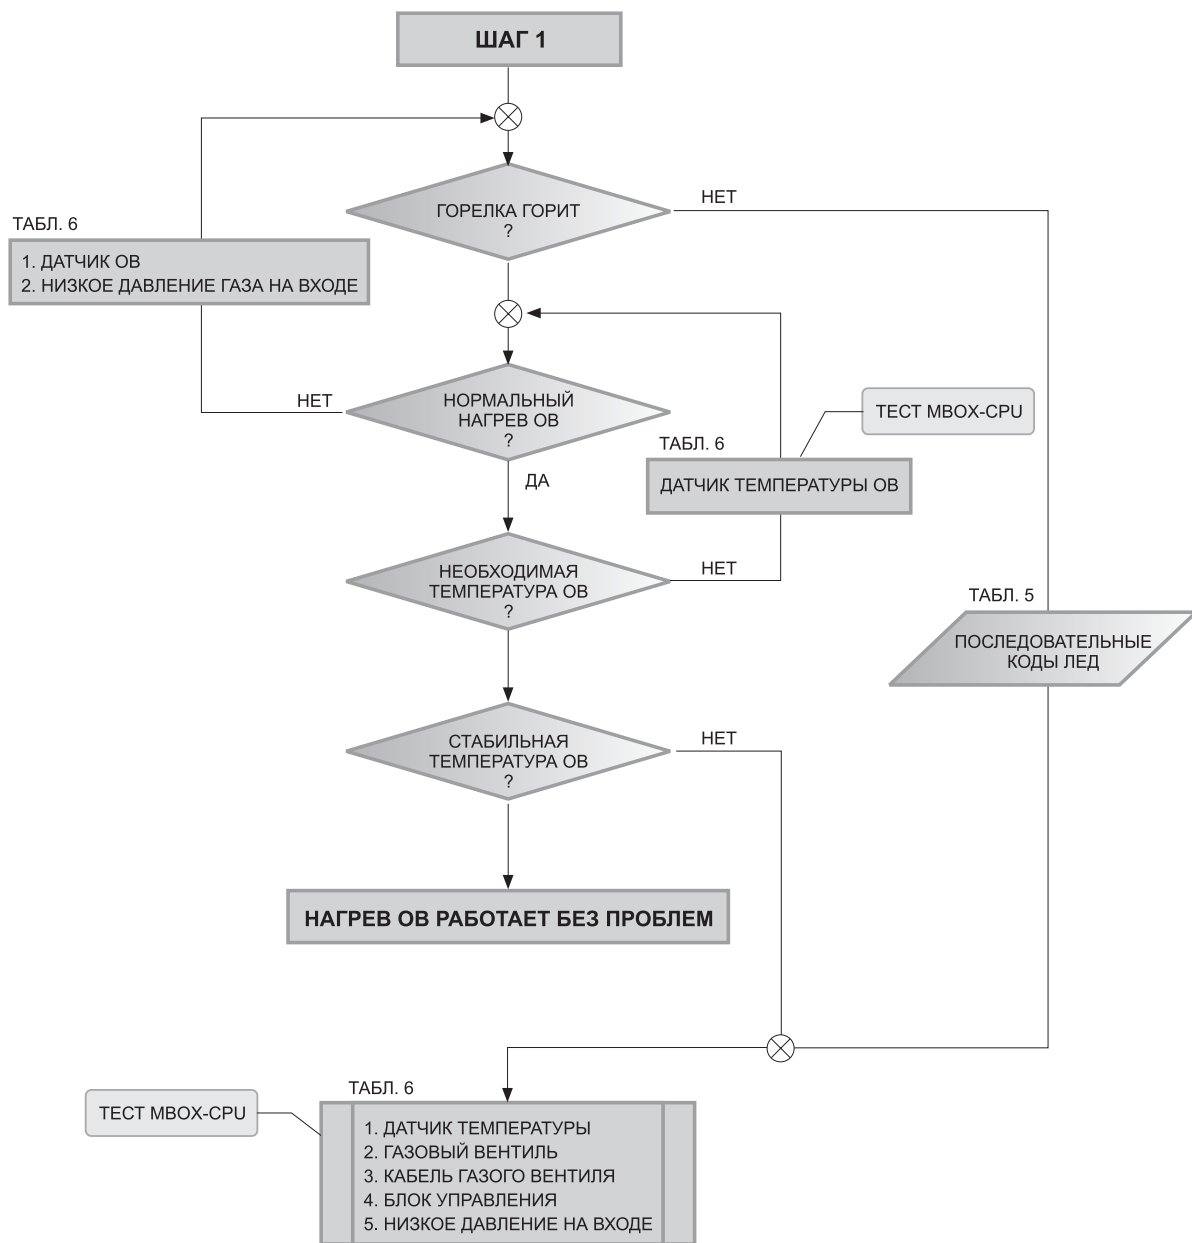 ШАГ 1
ГОРЕЛКА ГОРИТ
?
НЕТ
ТАБЛ. 6
1. ДАТЧИК ОВ
2. НИЗКОЕ ДАВЛЕНИЕ ГАЗА НА ВХОДЕ
НЕТ
НОРМАЛЬНЫЙ
НАГРЕВ ОВ
?
ДА
ТЕСТ MBOX-CPU
ТАБЛ. 6
ДАТЧИК ТЕМПЕРАТУРЫ ОВ
НЕОБХОДИМАЯ
ТЕМПЕРАТУРА ОВ
?
НЕТ
ТАБЛ. 5
ПОСЛЕДОВАТЕЛЬНЫЕ
КОДЫ ЛЕД
СТАБИЛЬНАЯ
ТЕМПЕРАТУРА ОВ
?
НЕТ
НАГРЕВ ОВ РАБОТАЕТ БЕЗ ПРОБЛЕМ
ТАБЛ. 6
ТЕСТ MBOX-CPU
1. ДАТЧИК ТЕМПЕРАТУРЫ
2. ГАЗОВЫЙ ВЕНТИЛЬ
3. КАБЕЛЬ ГАЗОГО ВЕНТИЛЯ
4. БЛОК УПРАВЛЕНИЯ
5. НИЗКОЕ ДАВЛЕНИЕ НА ВХОДЕ